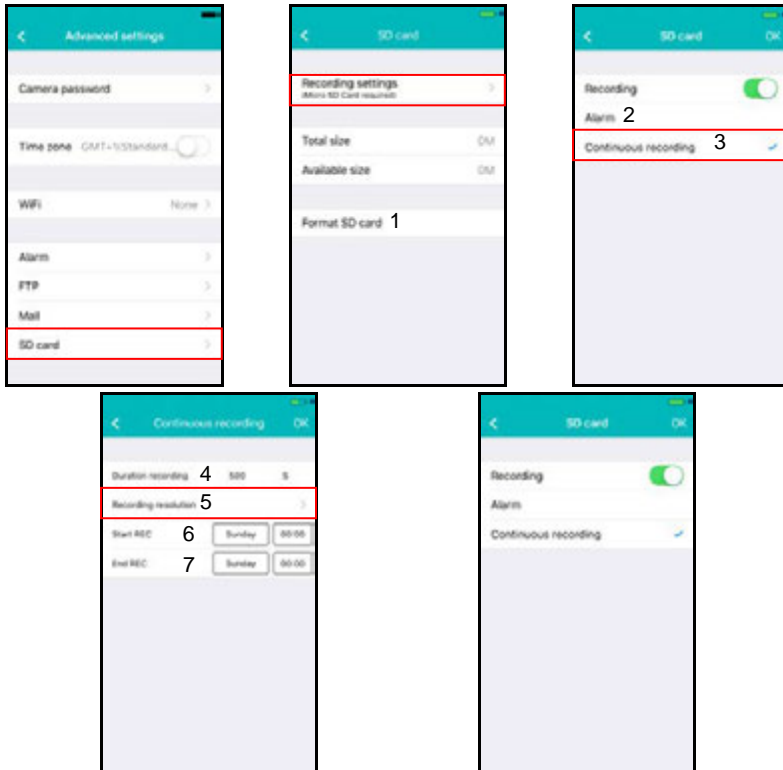 Advanced settings
Camera password
Time zone GMT+1(Standard...
WiFi None
Alarm
FTP
Mail
SD card
SD card
Recording settings
(Micro SD Card required)
Total size 0M
Available size 0M
Format SD card 1
SD card OK
Recording
Alarm 2
Continuous recording 3
Continuous recording OK
Duration recording 4 500 S
Recording resolution 5
Start REC 6 Sunday 00:00
End REC 7 Sunday 00:00
SD card OK
Recording
Alarm
Continuous recording